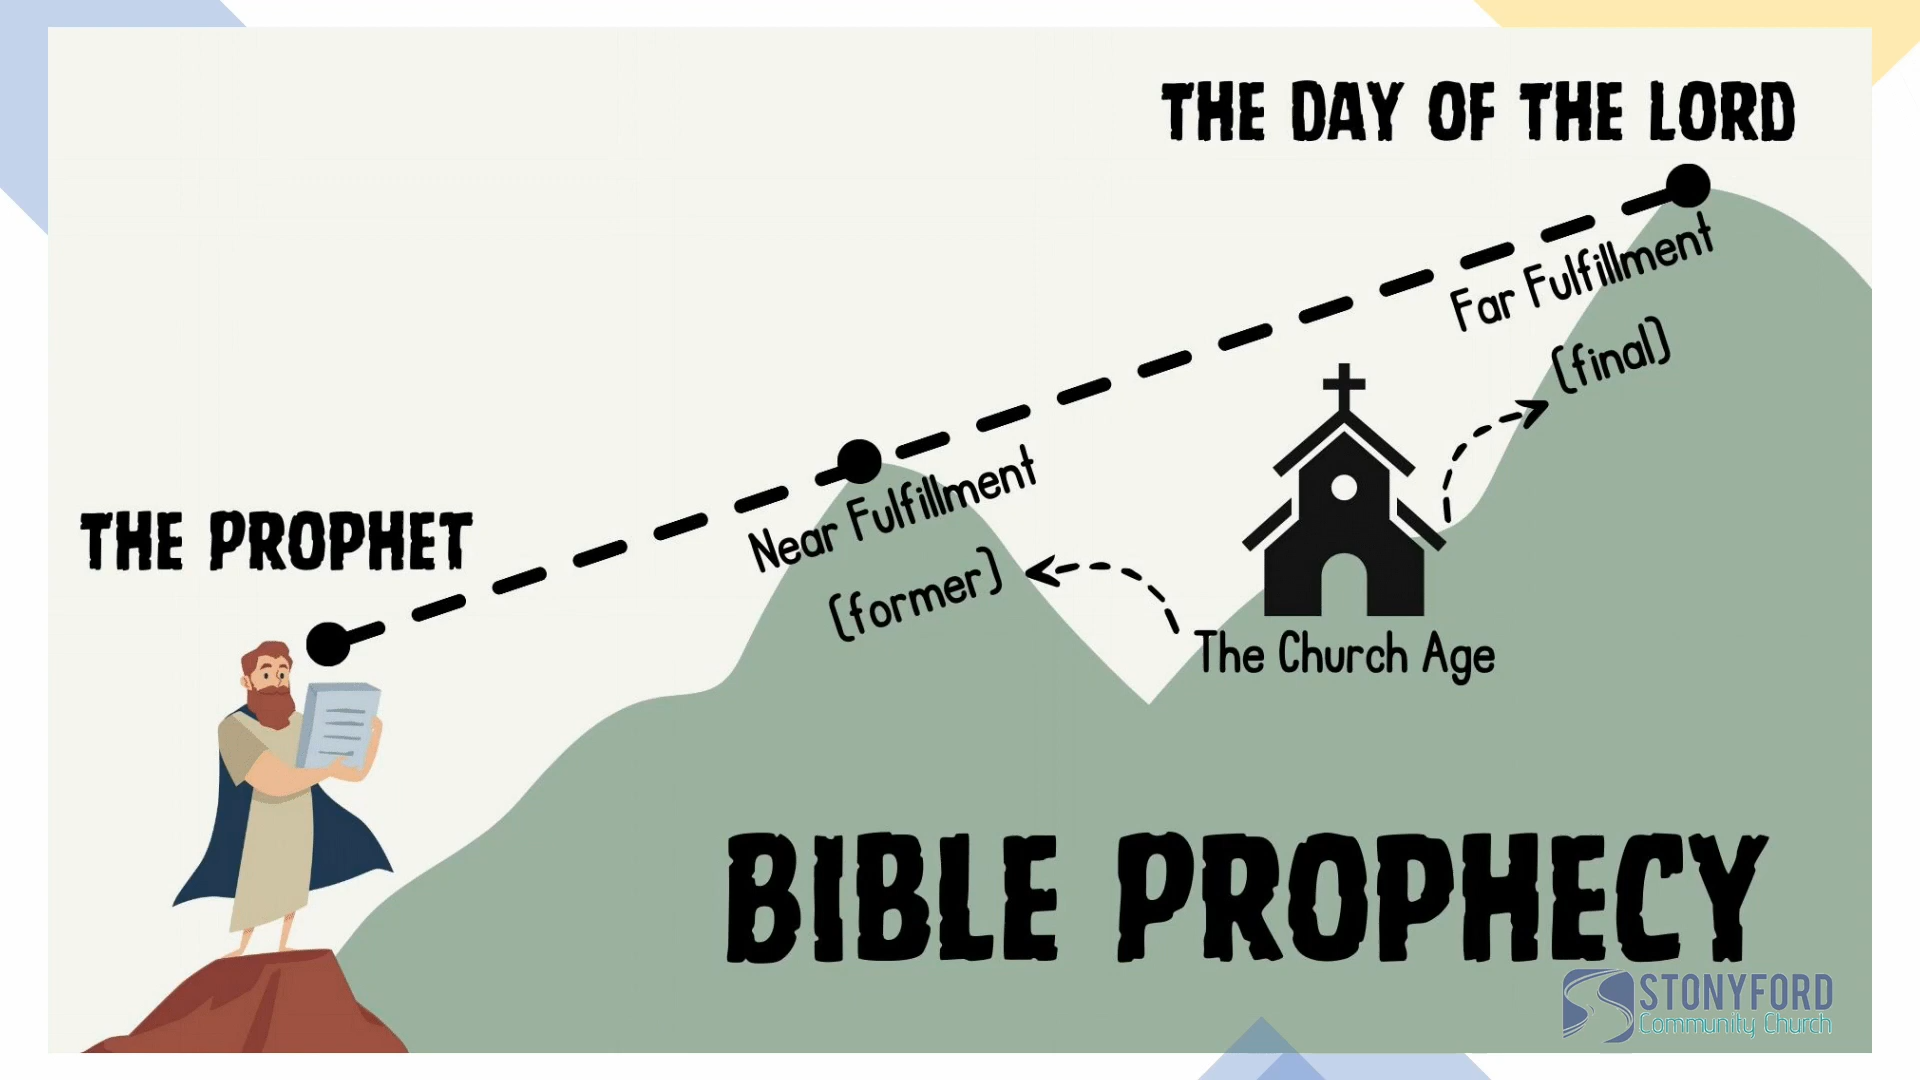 THE DAY OF THE LORD
Far Fulfillment
(final)
THE PROPHET
Near Fulfillment
(former)
The Church Age
BIBLE PROPHECY
STONYFORD
Community Church